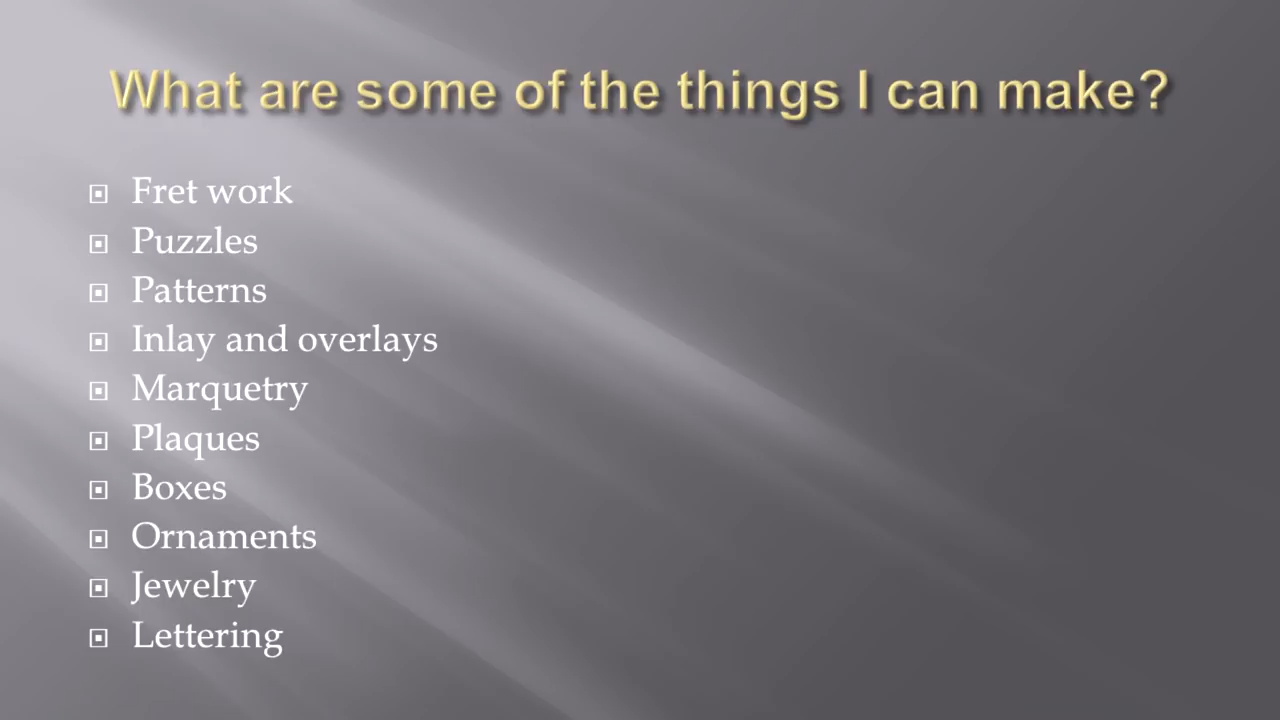 What are some of the things I can make?
Fret work
Puzzles
Patterns
Inlay and overlays
Marquetry
Plaques
Boxes
Ornaments
Jewelry
Lettering